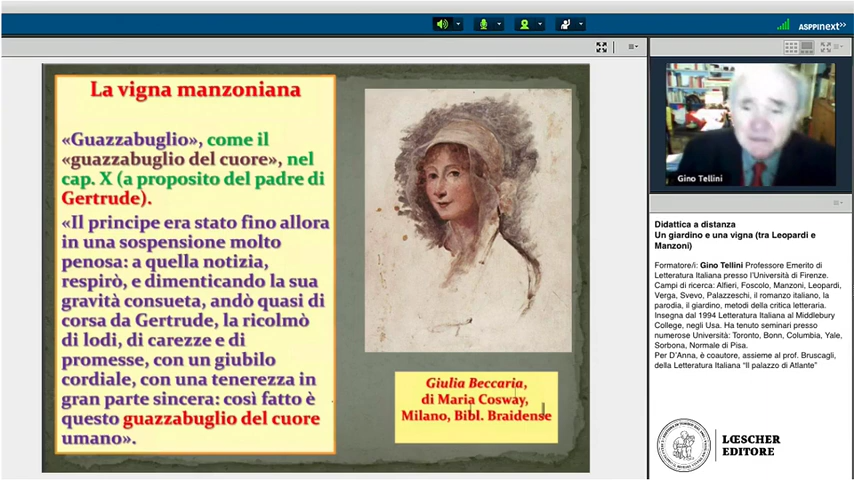 ASPPInext»
La vigna manzoniana
«Guazzabuglio», come il
«guazzabuglio del cuore», nel
cap. X (a proposito del padre di
Gertrude).
«Il principe era stato fino allora
in una sospensione molto
penosa: a quella notizia,
respirò, e dimenticando la sua
gravità consueta, andò quasi di
corsa da Gertrude, la ricolmò
di lodi, di carezze e di
promesse, con un giubilo
cordiale, con una tenerezza in
gran parte sincera: così fatto è
questo guazzabuglio del cuore
umano».
Giulia Beccaria,
di Maria Cosway,
Milano, Bibl. Braidense
Gino Tellini
Didattica a distanza
Un giardino e una vigna (tra Leopardi e
Manzoni)
Formatore/i: Gino Tellini Professore Emerito di
Letteratura Italiana presso l'Università di Firenze.
Campi di ricerca: Alfieri, Foscolo, Manzoni, Leopardi,
Verga, Svevo, Palazzeschi, il romanzo italiano, la
parodia, il giardino, metodi della critica letteraria.
Insegna dal 1994 Letteratura Italiana al Middlebury
College, negli Usa. Ha tenuto seminari presso
numerose Università: Toronto, Bonn, Columbia, Yale,
Sorbona, Normale di Pisa.
Per D'Anna, è coautore, assieme al prof. Bruscagli,
della Letteratura Italiana "Il palazzo di Atlante"
LŒSCHER
EDITORE